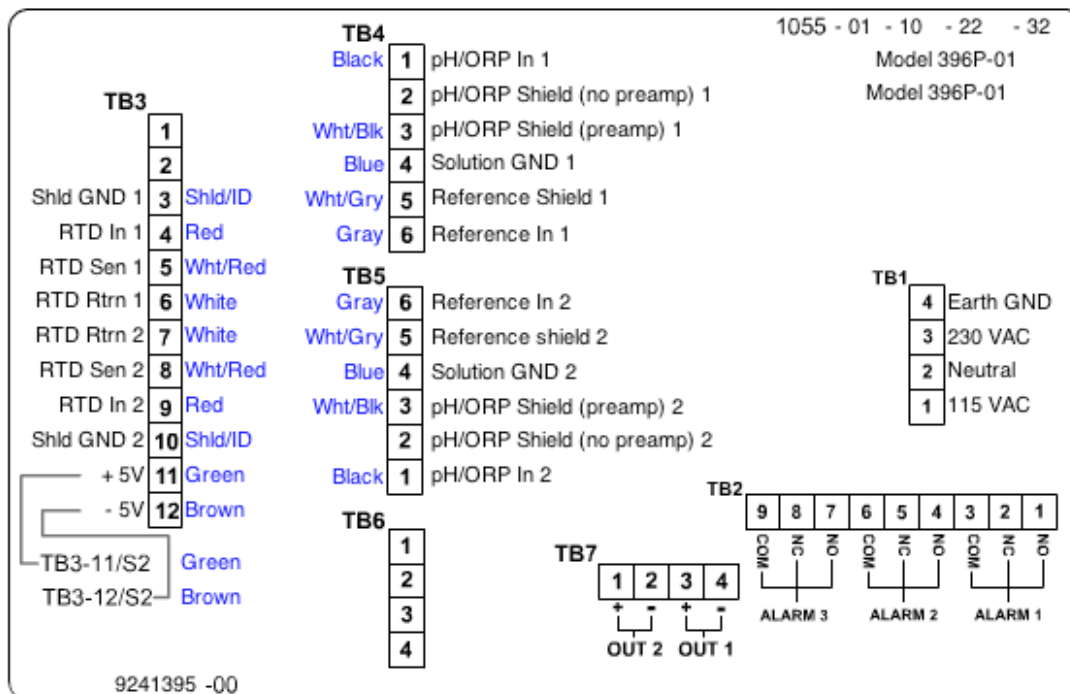 1055 - 01 - 10 - 22 - 32
Model 396P-01
Model 396P-01
TB4
Black 1 pH/ORP In 1
2 pH/ORP Shield (no preamp) 1
Wht/Blk 3 pH/ORP Shield (preamp) 1
Blue 4 Solution GND 1
Wht/Gry 5 Reference Shield 1
Gray 6 Reference In 1
TB3
1
2
Shld GND 1 3 Shld/ID
RTD In 1 4 Red
RTD Sen 1 5 Wht/Red
RTD Rtrn 1 6 White
RTD Rtrn 2 7 White
RTD Sen 2 8 Wht/Red
RTD In 2 9 Red
Shld GND 2 10 Shld/ID
+ 5V 11 Green
- 5V 12 Brown
TB3-11/S2 Green
TB3-12/S2 Brown
TB5
Gray 6 Reference In 2
Wht/Gry 5 Reference shield 2
Blue 4 Solution GND 2
Wht/Blk 3 pH/ORP Shield (preamp) 2
2 pH/ORP Shield (no preamp) 2
Black 1 pH/ORP In 2
TB1
4 Earth GND
3 230 VAC
2 Neutral
1 115 VAC
TB6
1
2
3
4
TB7
1 2 3 4
+ - + -
OUT 2 OUT 1
TB2
9 8 7 6 5 4 3 2 1
COM NC NO COM NC NO COM NC NO
ALARM 3 ALARM 2 ALARM 1
9241395 -00